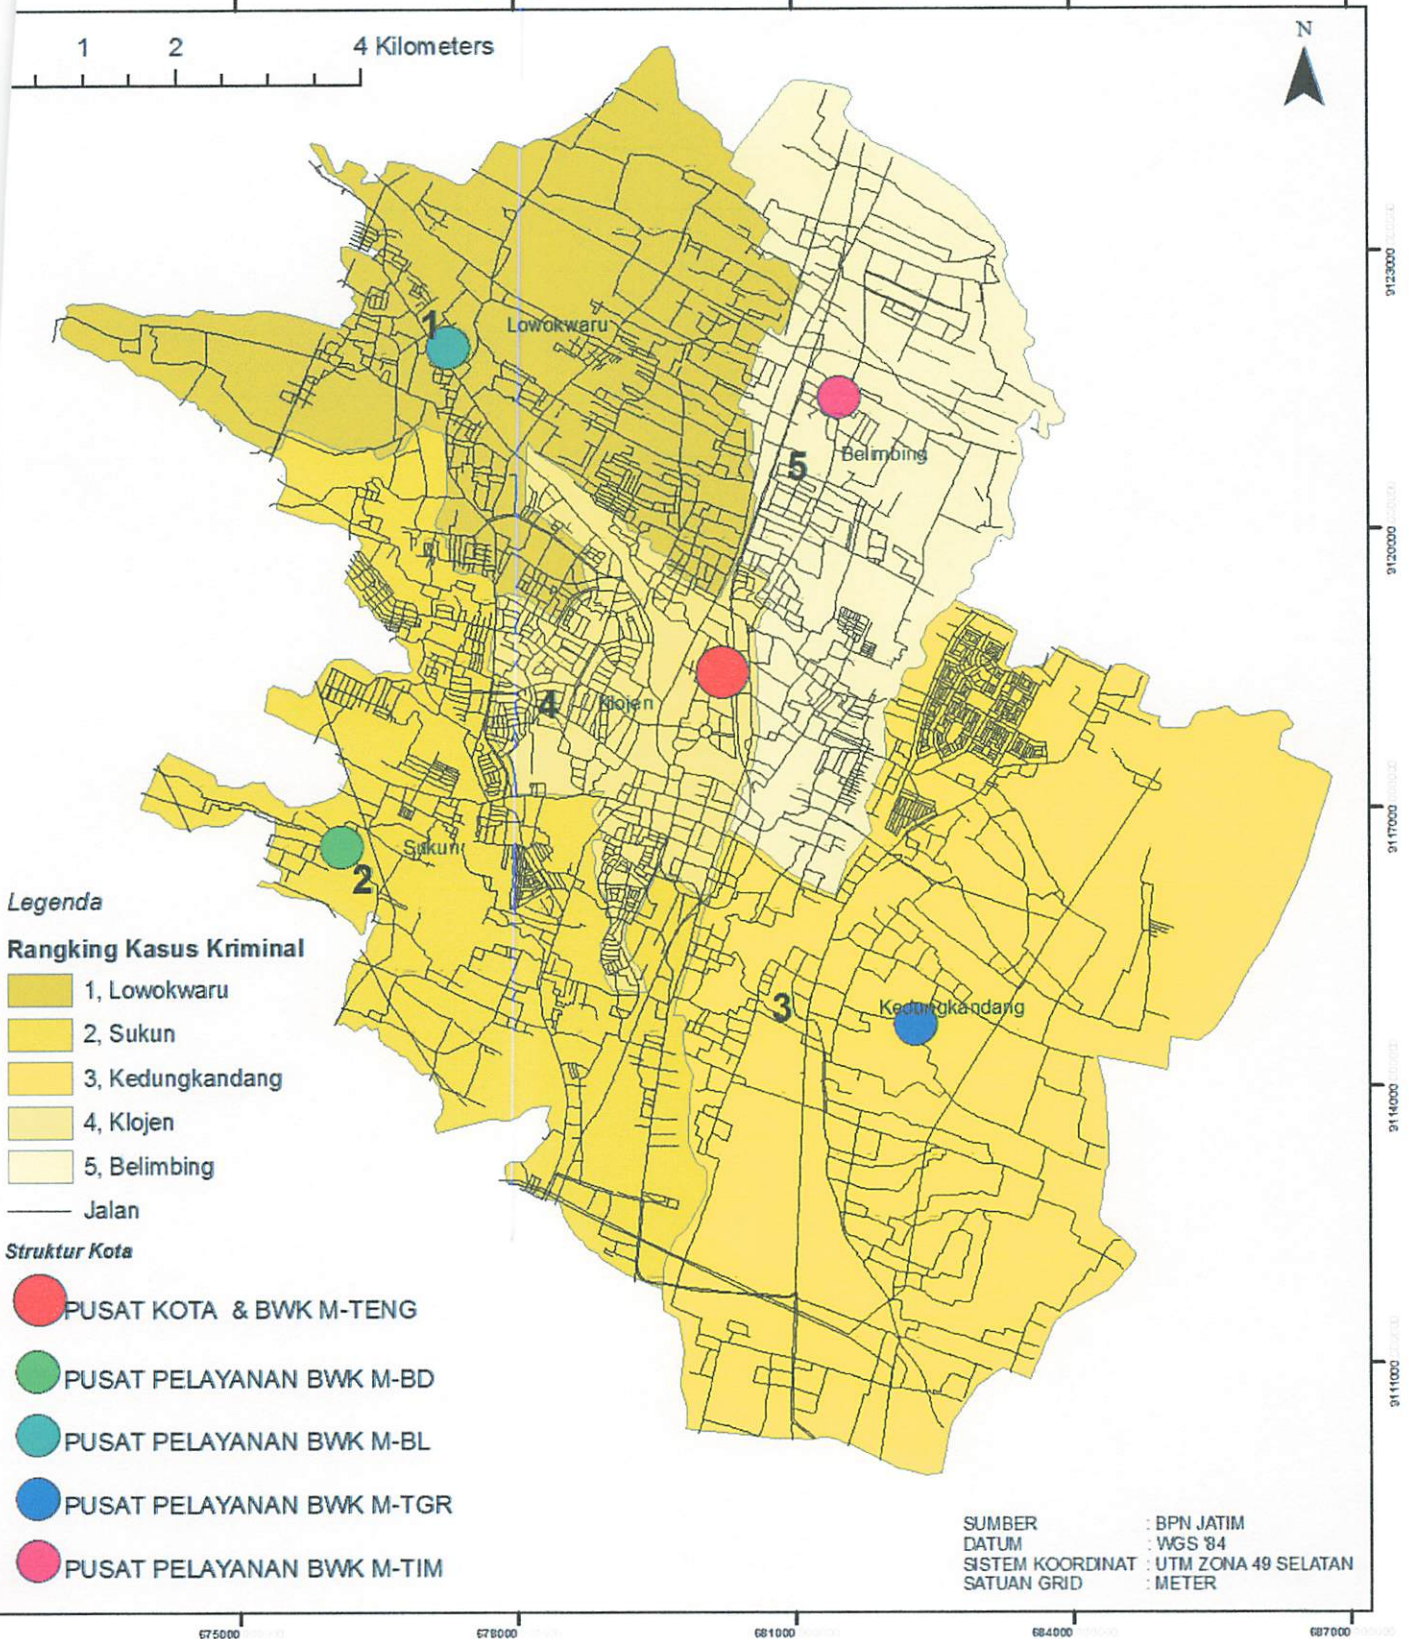 1 2 4 Kilometers
N
1
Lowokwaru
5
Belimbing
4
Klojen
2
Sukun
3
Kedungkandang
9123000
9120000
9117000
9114000
9111000
Legenda
Rangking Kasus Kriminal
1, Lowokwaru
2, Sukun
3, Kedungkandang
4, Klojen
5, Belimbing
Jalan
Struktur Kota
PUSAT KOTA & BWK M-TENG
PUSAT PELAYANAN BWK M-BD
PUSAT PELAYANAN BWK M-BL
PUSAT PELAYANAN BWK M-TGR
PUSAT PELAYANAN BWK M-TIM
SUMBER : BPN JATIM
DATUM : WGS '84
SISTEM KOORDINAT : UTM ZONA 49 SELATAN
SATUAN GRID : METER
675000 678000 681000 684000 687000